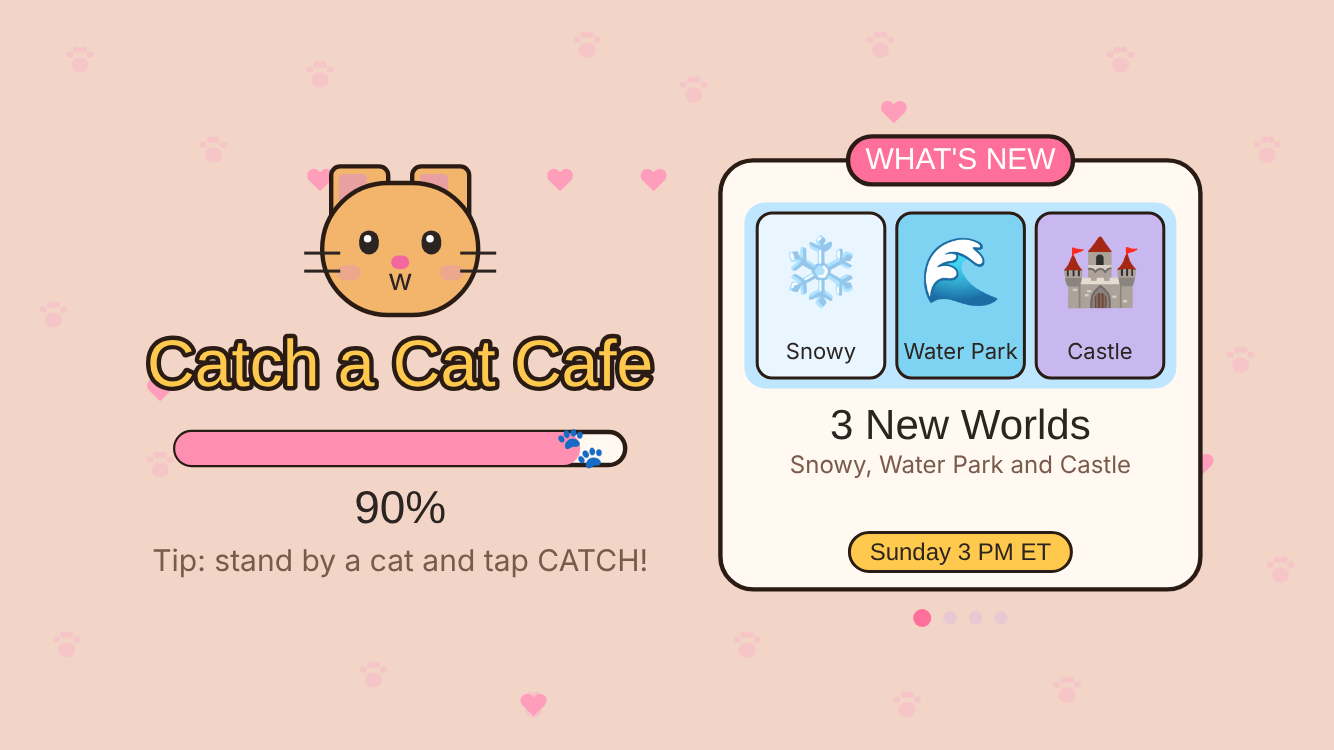 w
Catch a Cat Cafe
90%
Tip: stand by a cat and tap CATCH!
WHAT'S NEW
Snowy
Water Park
Castle
3 New Worlds
Snowy, Water Park and Castle
Sunday 3 PM ET